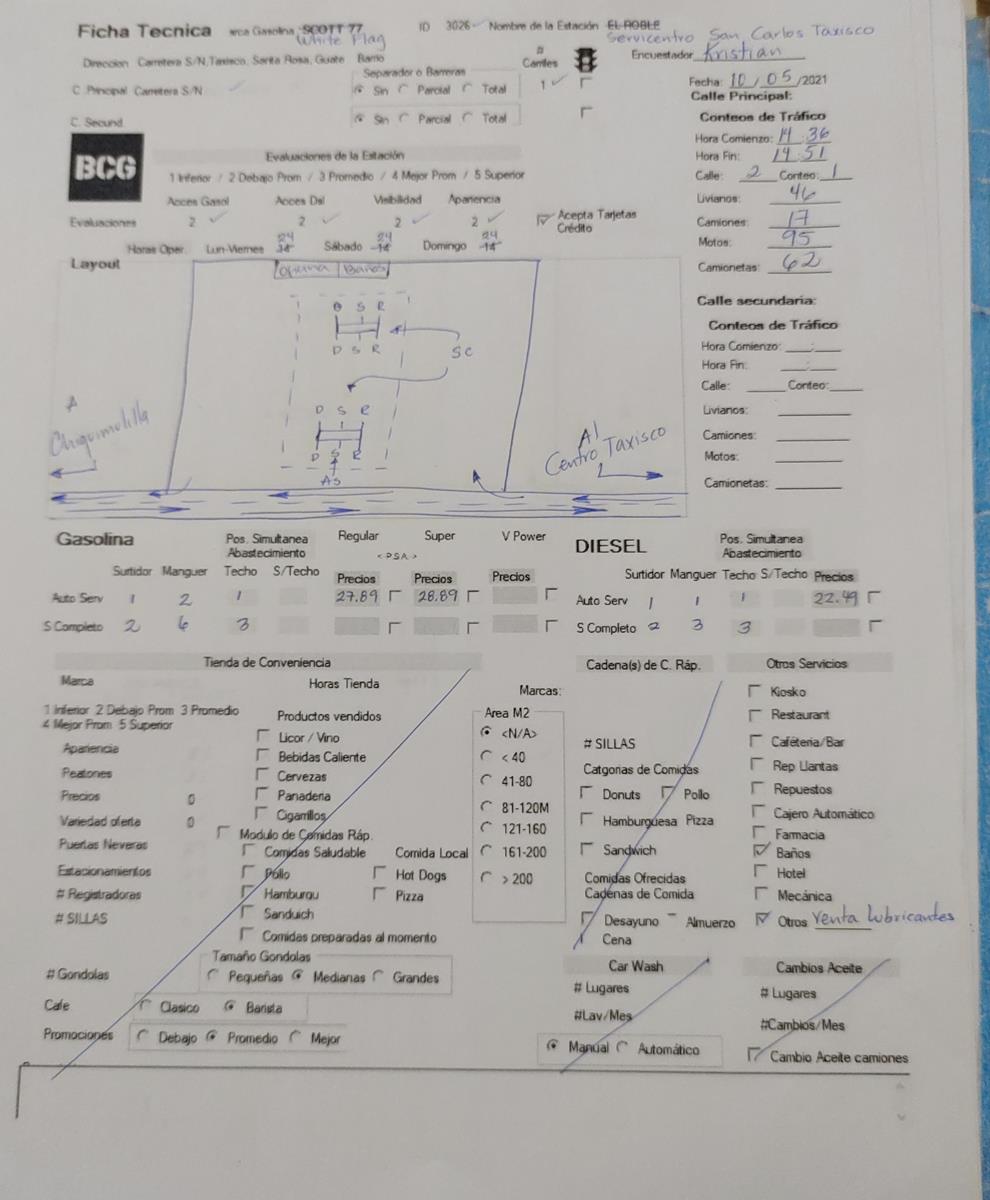 Ficha Tecnica arca Gasolina SCOTT 77 ID 3026 Nombre de la Estación EL ROBLE
White Flag Servicentro San Carlos Taxisco
Direccion Carretera S/N,Taxisco, Santa Rosa, Guate Barrio # Carriles Encuestador Kristian
Separador o Barreras
C Principal Carretera S/N Sin Parcial Total 1 Fecha: 10/05/2021
Calle Principal:
C. Secund Sin Parcial Total Conteos de Tráfico
Hora Comienzo: 14:36
BCG Evaluaciones de la Estación Hora Fin: 14:51
1 Inferior / 2 Debajo Prom / 3 Promedio / 4 Mejor Prom / 5 Superior Calle: 2 Conteo: 1
Acces Gasol Acces Dsl Visibilidad Apariencia Livianos: 46
Evaluaciones 2 2 2 2 Acepta Tarjetas Crédito Camiones: 17
Motos: 95
Horas Oper. Lun-Viernes 24 Sábado 24 Domingo 24
Camionetas: 62
Layout
Oficina Baños
Calle secundaria:
S R
Conteos de Tráfico
D S R SC
Hora Comienzo: __:__
Hora Fin: __:__
Calle: ____ Conteo:____
A Chiquimulilla
D S R
Livianos:
D S R
Al Centro Taxisco
Camiones:
Motos:
AS
Camionetas:
Gasolina Pos. Simultanea Abastecimiento Regular Super V Power DIESEL Pos. Simultanea Abastecimiento
<PSA>
Surtidor Manguer Techo S/Techo Precios Precios Precios Surtidor Manguer Techo S/Techo Precios
Auto Serv 1 2 1 27.89 28.89 Auto Serv 1 1 1 22.49
S Completo 2 6 3 S Completo 2 3 3
Tienda de Conveniencia Cadena(s) de C. Ráp. Otros Servicios
Marca Horas Tienda Marcas: Kiosko
1 Inferior 2 Debajo Prom 3 Promedio
4 Mejor Prom 5 Superior
Productos vendidos Area M2 Restaurant
Licor / Vino <N/A> # SILLAS Cafeteria/Bar
Apariencia Bebidas Caliente < 40 Catgorias de Comidas Rep Llantas
Peatones Cervezas 41-80 Donuts Pollo Repuestos
Precios 0 Panaderia 81-120M Hamburguesa Pizza Cajero Automático
Variedad oferta 0 Cigarrillos 121-160 Farmacia
Puertas Neveras Modulo de Comidas Ráp. Sandwich Baños
Comidas Saludable Comida Local 161-200
Estacionamientos Pollo Hot Dogs > 200 Comidas Ofrecidas Hotel
# Registradoras Hamburgu Pizza Cadenas de Comida Mecánica
# SILLAS Sanduich Desayuno Almuerzo Otros Venta lubricantes
Comidas preparadas al momento Cena
Tamaño Gondolas Car Wash Cambios Aceite
# Gondolas Pequeñas Medianas Grandes # Lugares # Lugares
Cafe Clasico Barista #Lav/Mes #Cambios/Mes
Promociones Debajo Promedio Mejor Manual Automático Cambio Aceite camiones